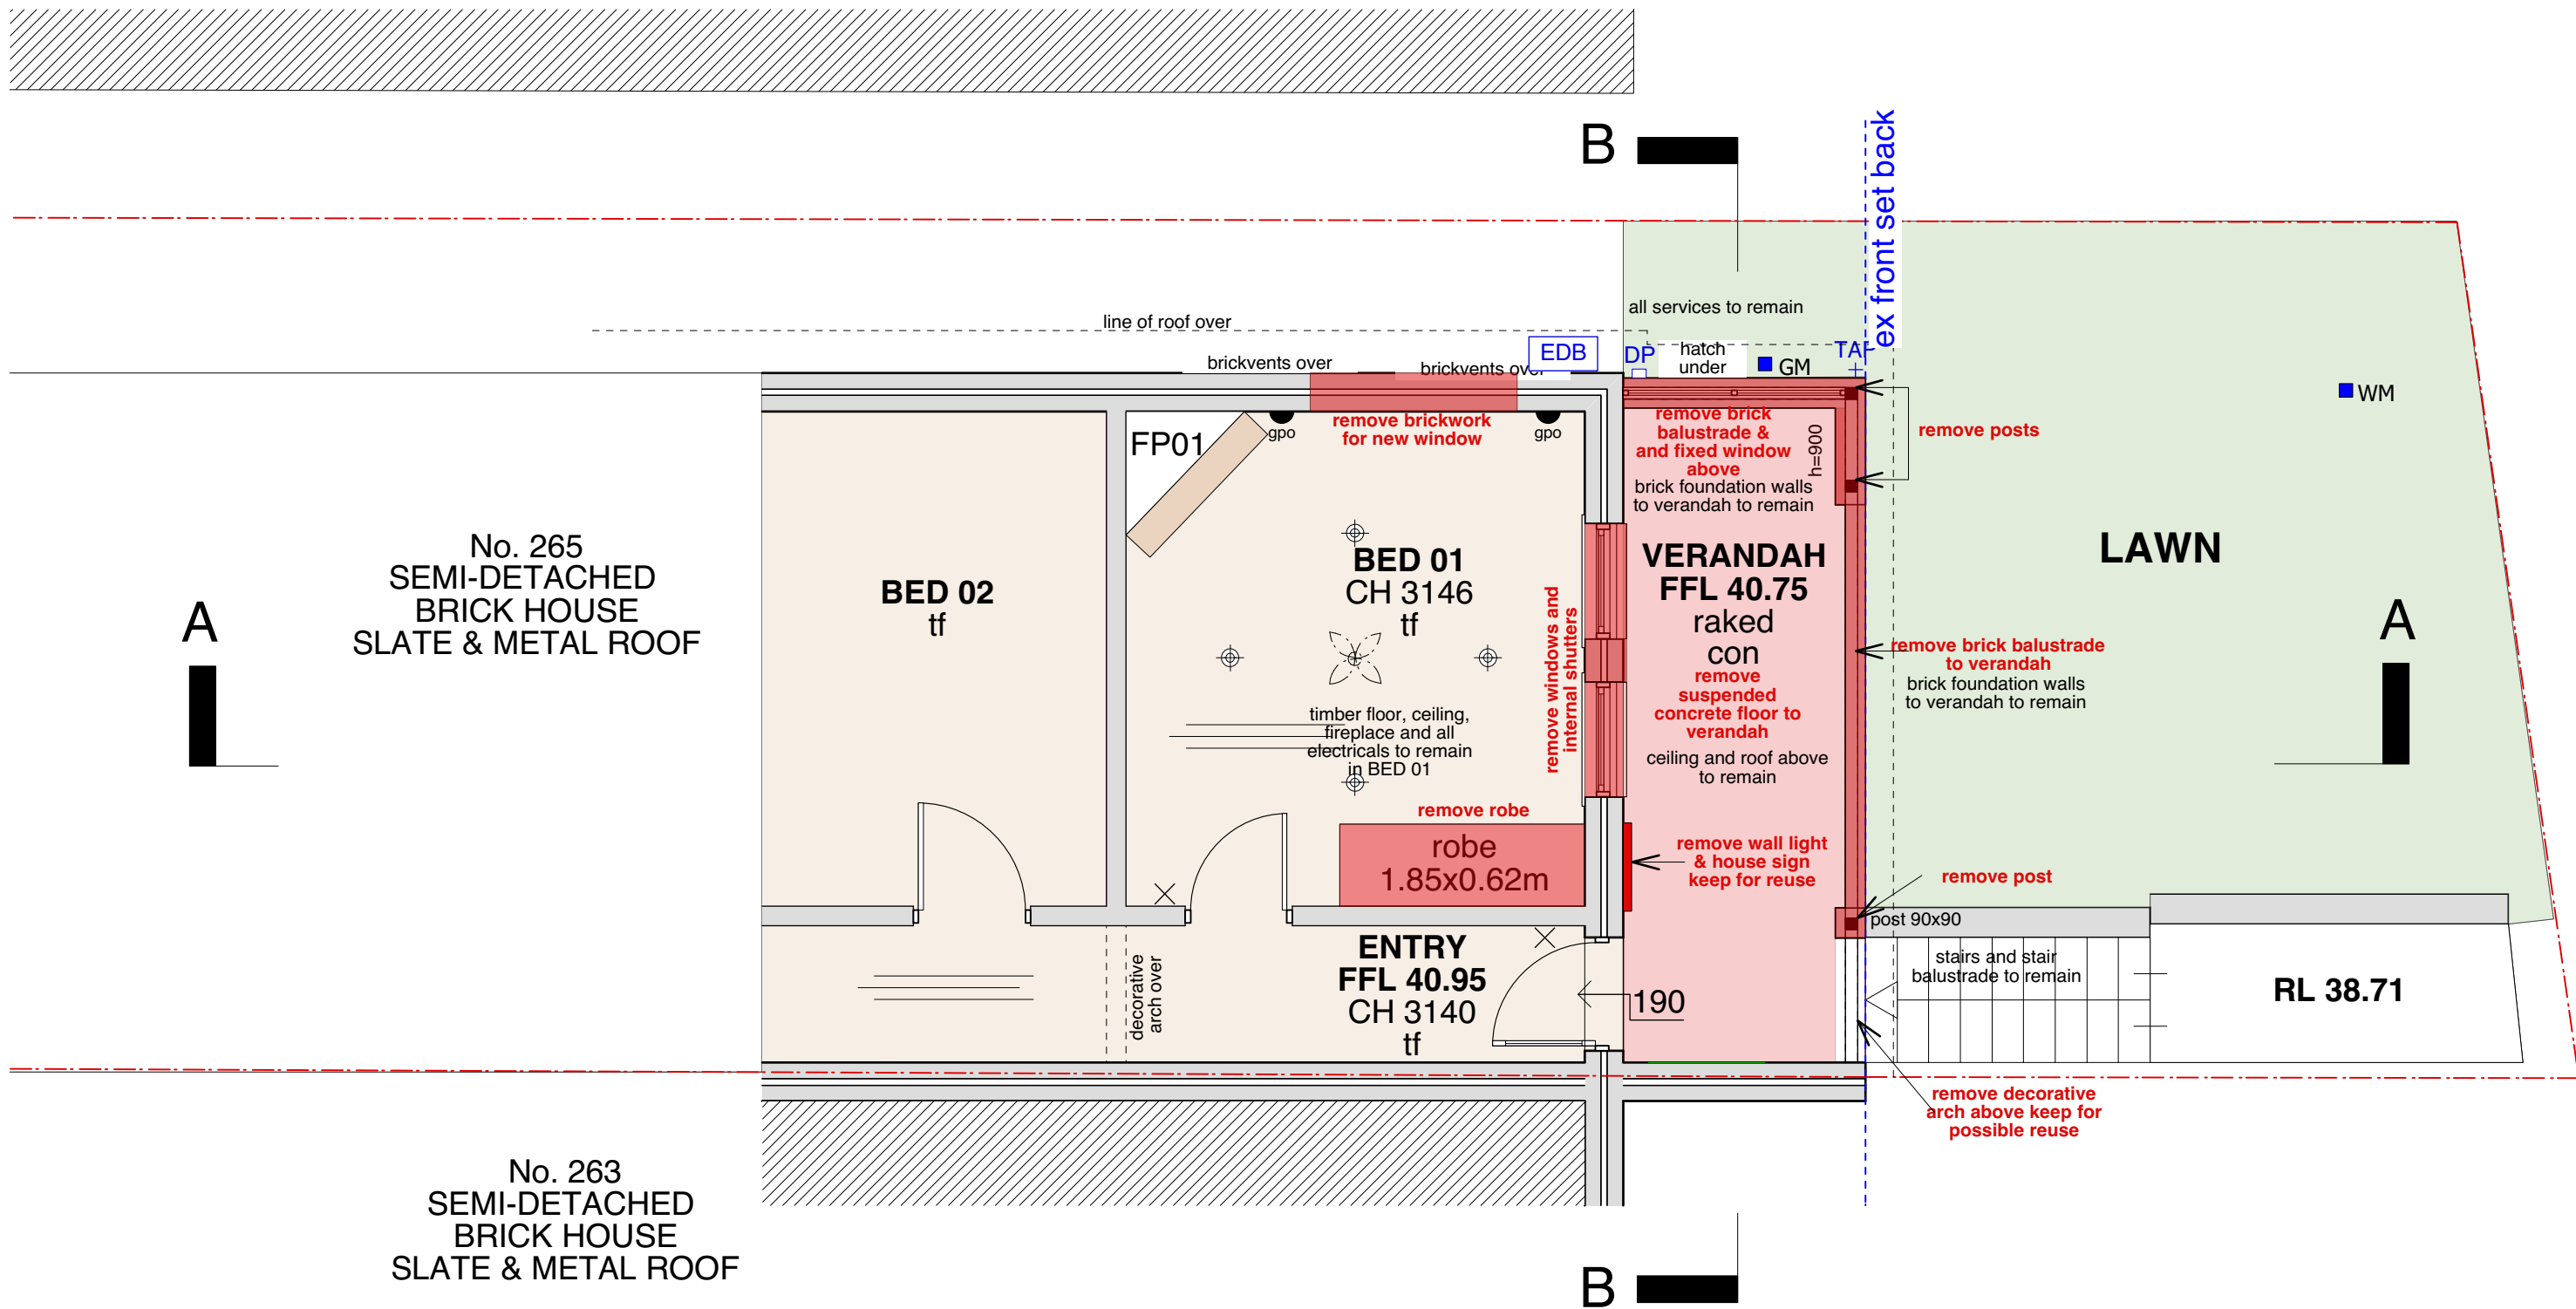 B
ex front set back
all services to remain
line of roof over
brickvents over
brickvents over
EDB
DP
hatch
under
GM
TAP
WM
FP01
gpo
remove brickwork
for new window
gpo
remove brick
balustrade &
and fixed window
above
brick foundation walls
to verandah to remain
h=900
remove posts
No. 265
SEMI-DETACHED
BRICK HOUSE
SLATE & METAL ROOF
A
BED 02
tf
BED 01
CH 3146
tf
timber floor, ceiling,
fireplace and all
electricals to remain
in BED 01
remove windows and
internal shutters
VERANDAH
FFL 40.75
raked
con
remove
suspended
concrete floor to
verandah
ceiling and roof above
to remain
LAWN
A
remove brick balustrade
to verandah
brick foundation walls
to verandah to remain
remove robe
robe
1.85x0.62m
remove wall light
& house sign
keep for reuse
remove post
post 90x90
decorative
arch over
ENTRY
FFL 40.95
CH 3140
tf
190
stairs and stair
balustrade to remain
RL 38.71
remove decorative
arch above keep for
possible reuse
No. 263
SEMI-DETACHED
BRICK HOUSE
SLATE & METAL ROOF
B